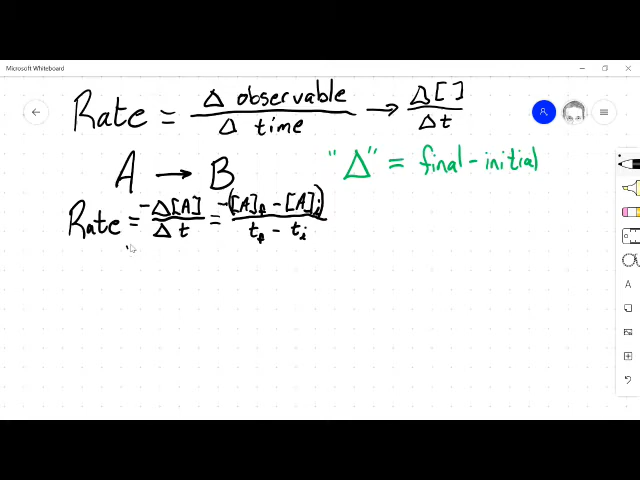 Microsoft Whiteboard
Rate = Δ observable / Δ time → Δ[ ] / Δt
A → B
"Δ" = final - initial
Rate = -Δ[A] / Δt = -([A]f - [A]i) / tf - ti